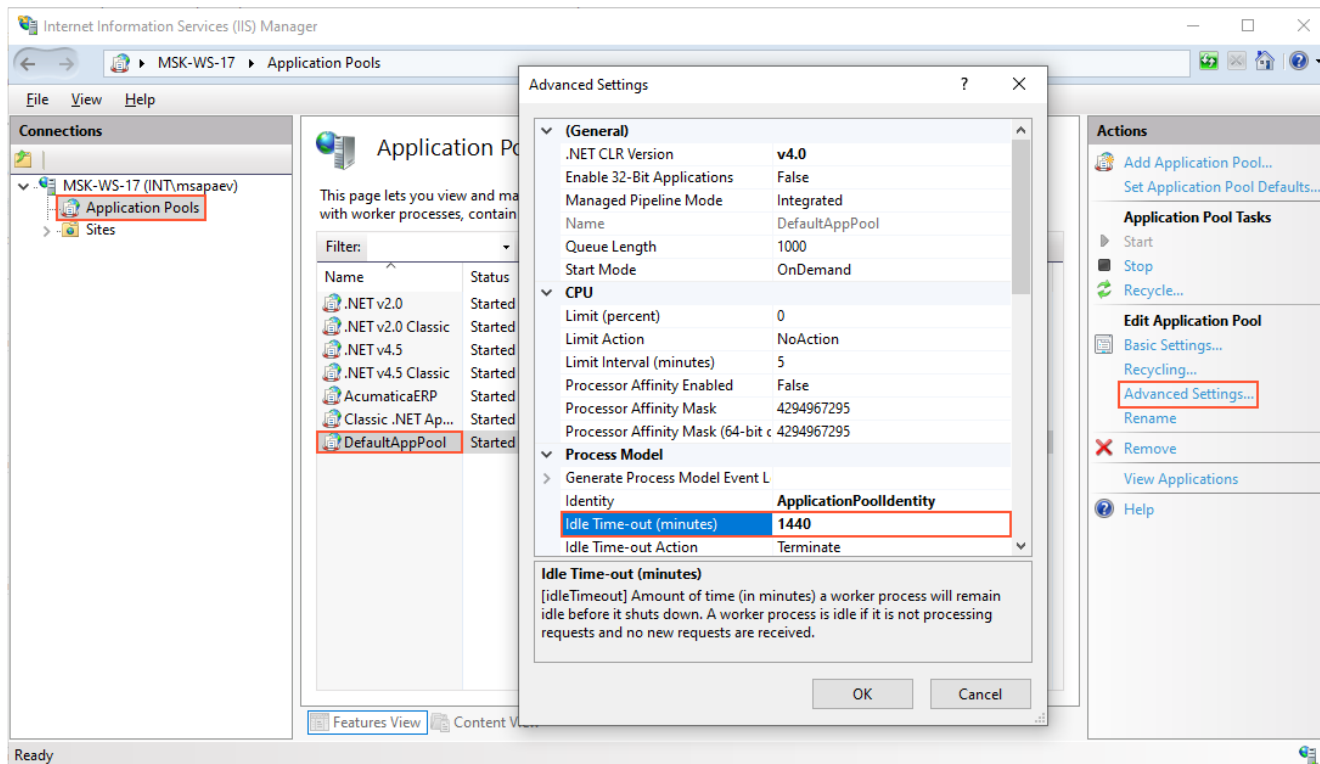 Internet Information Services (IIS) Manager
MSK-WS-17 Application Pools
File View Help
Connections
MSK-WS-17 (INT\msapaev)
Application Pools
Sites
Application
This page lets you view and
with worker processes, contain
Filter:
Name Status
.NET v2.0 Started
.NET v2.0 Classic Started
.NET v4.5 Started
.NET v4.5 Classic Started
AcumaticaERP Started
Classic .NET Ap... Started
DefaultAppPool Started
Features View Content
Advanced Settings ?
(General)
.NET CLR Version v4.0
Enable 32-Bit Applications False
Managed Pipeline Mode Integrated
Name DefaultAppPool
Queue Length 1000
Start Mode OnDemand
CPU
Limit (percent) 0
Limit Action NoAction
Limit Interval (minutes) 5
Processor Affinity Enabled False
Processor Affinity Mask 4294967295
Processor Affinity Mask (64-bit 4294967295
Process Model
Generate Process Model Event L
Identity ApplicationPoolIdentity
Idle Time-out (minutes) 1440
Idle Time-out Action Terminate
Idle Time-out (minutes)
[idleTimeout] Amount of time (in minutes) a worker process will remain
idle before it shuts down. A worker process is idle if it is not processing
requests and no new requests are received.
OK Cancel
Actions
Add Application Pool...
Set Application Pool Defaults...
Application Pool Tasks
Start
Stop
Recycle...
Edit Application Pool
Basic Settings...
Recycling...
Advanced Settings...
Rename
Remove
View Applications
Help
Ready